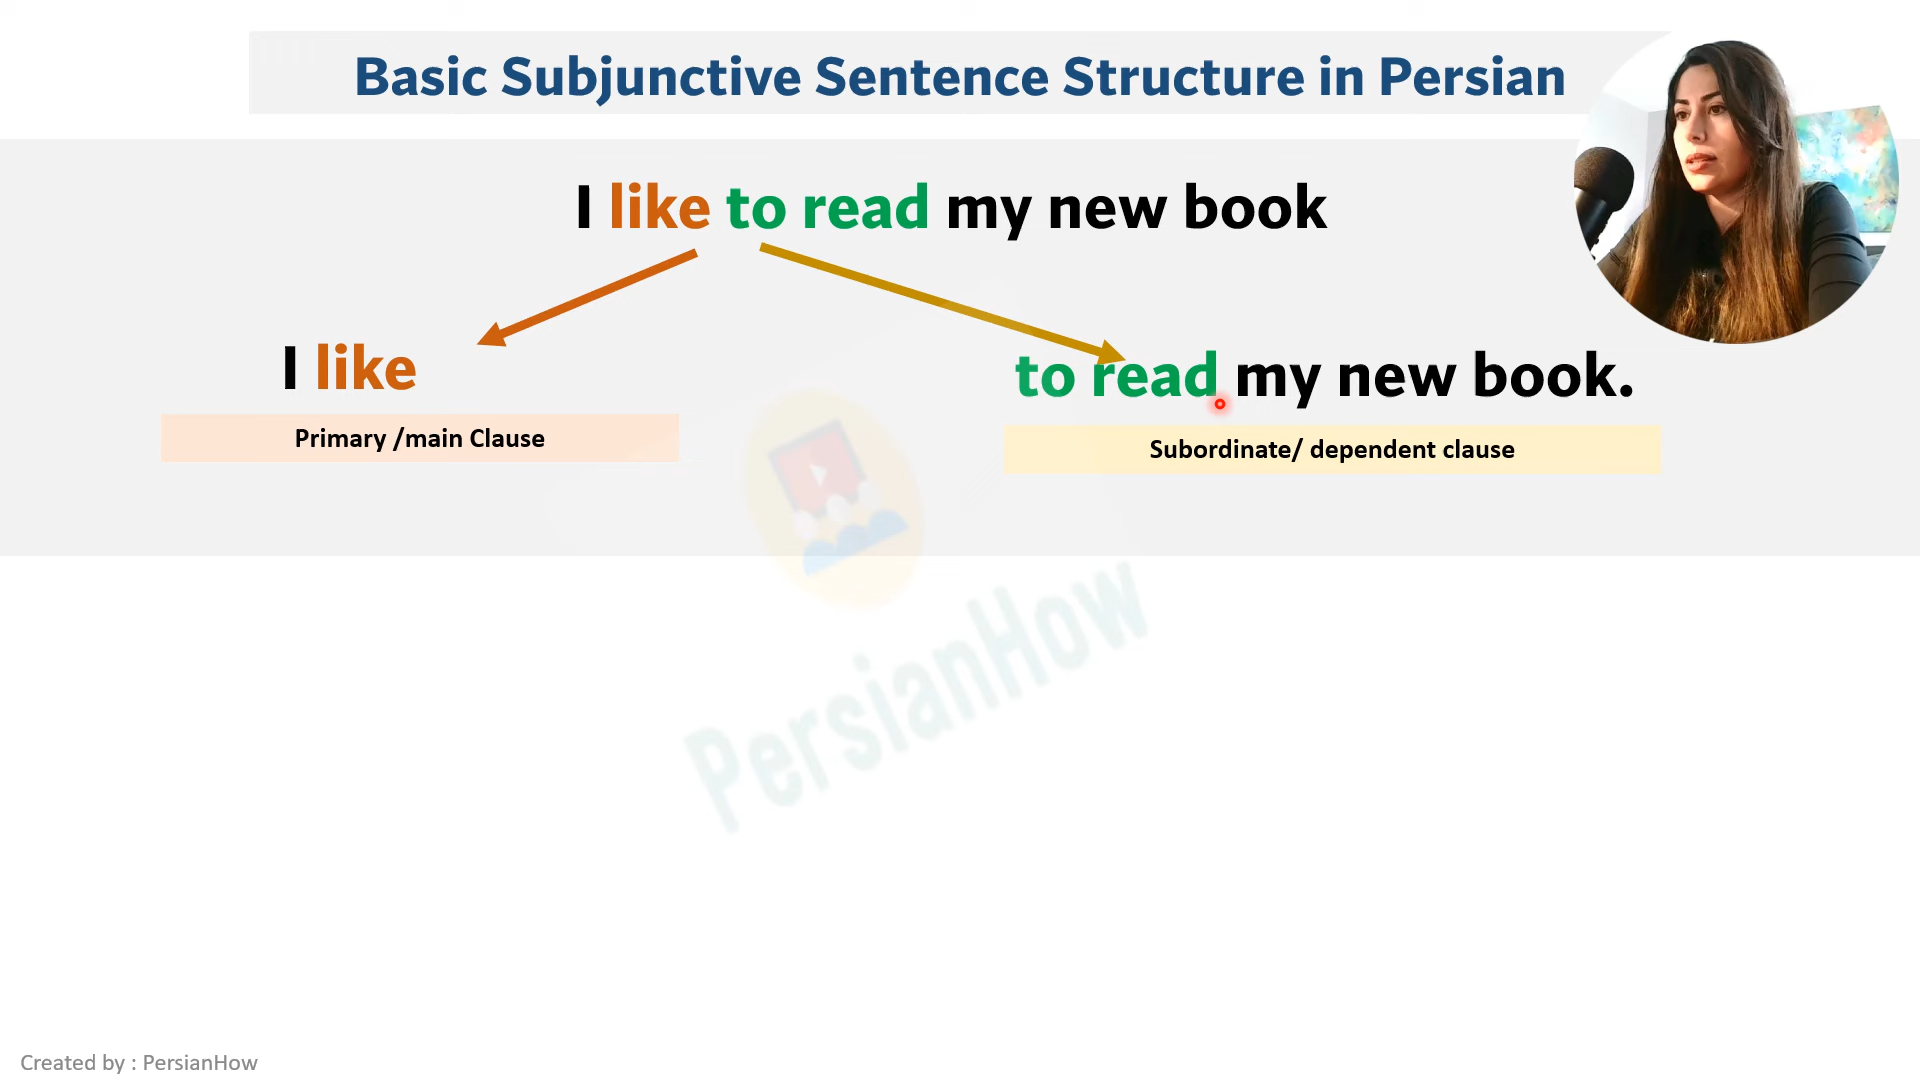 Basic Subjunctive Sentence Structure in Persian
I like to read my new book
I like
to read my new book.
Primary /main Clause
Subordinate/ dependent clause
PersianHow
Created by : PersianHow